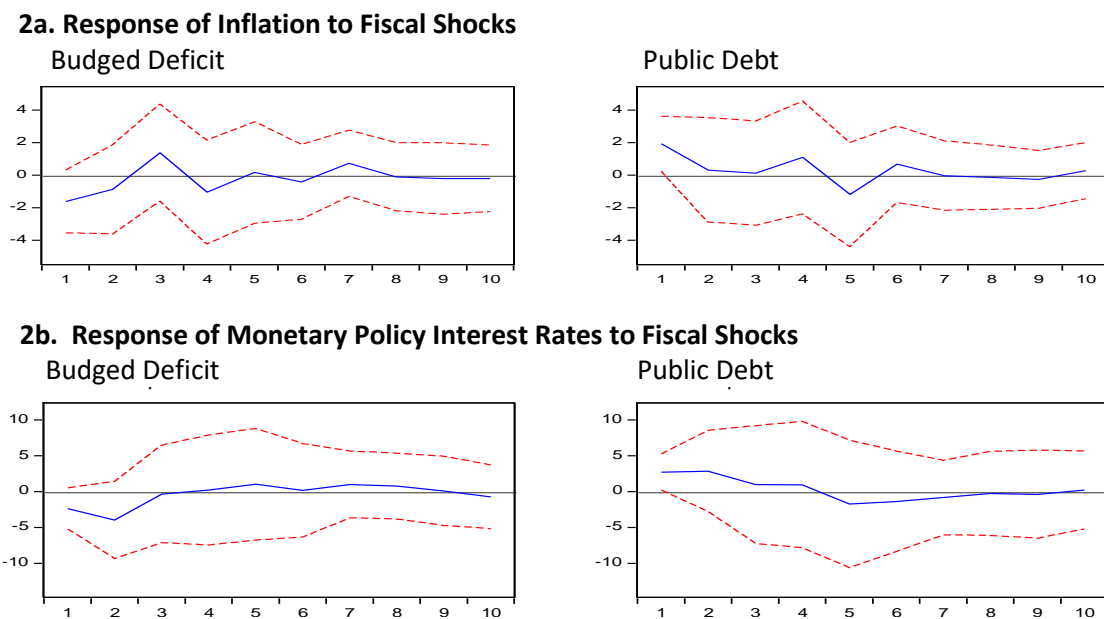 2a. Response of Inflation to Fiscal Shocks
Budged Deficit
Public Debt
4
2
0
-2
-4
1 2 3 4 5 6 7 8 9 10
4
2
0
-2
-4
1 2 3 4 5 6 7 8 9 10
2b. Response of Monetary Policy Interest Rates to Fiscal Shocks
Budged Deficit
Public Debt
10
5
0
-5
-10
1 2 3 4 5 6 7 8 9 10
10
5
0
-5
-10
1 2 3 4 5 6 7 8 9 10